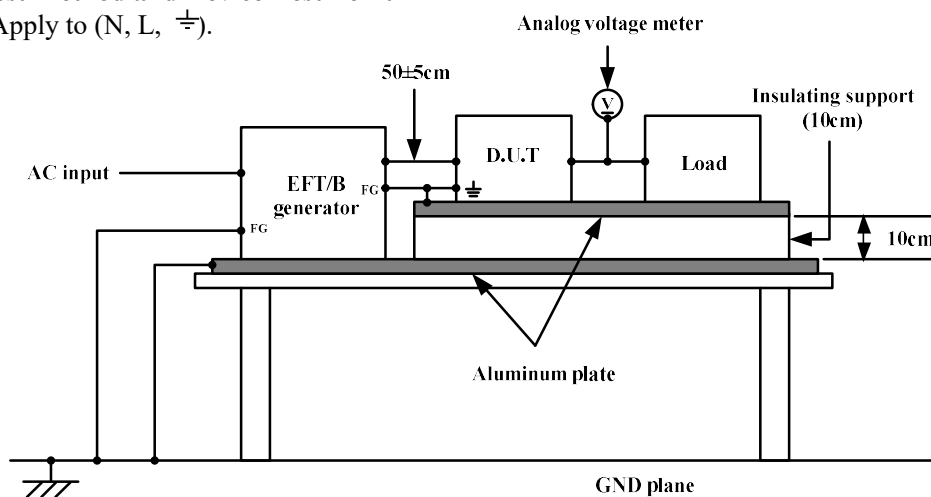 Apply to (N, L, ⏚).
Analog voltage meter
50±5cm
Insulating support
(10cm)
V
D.U.T
Load
AC input
EFT/B
generator
FG
FG
10cm
Aluminum plate
GND plane